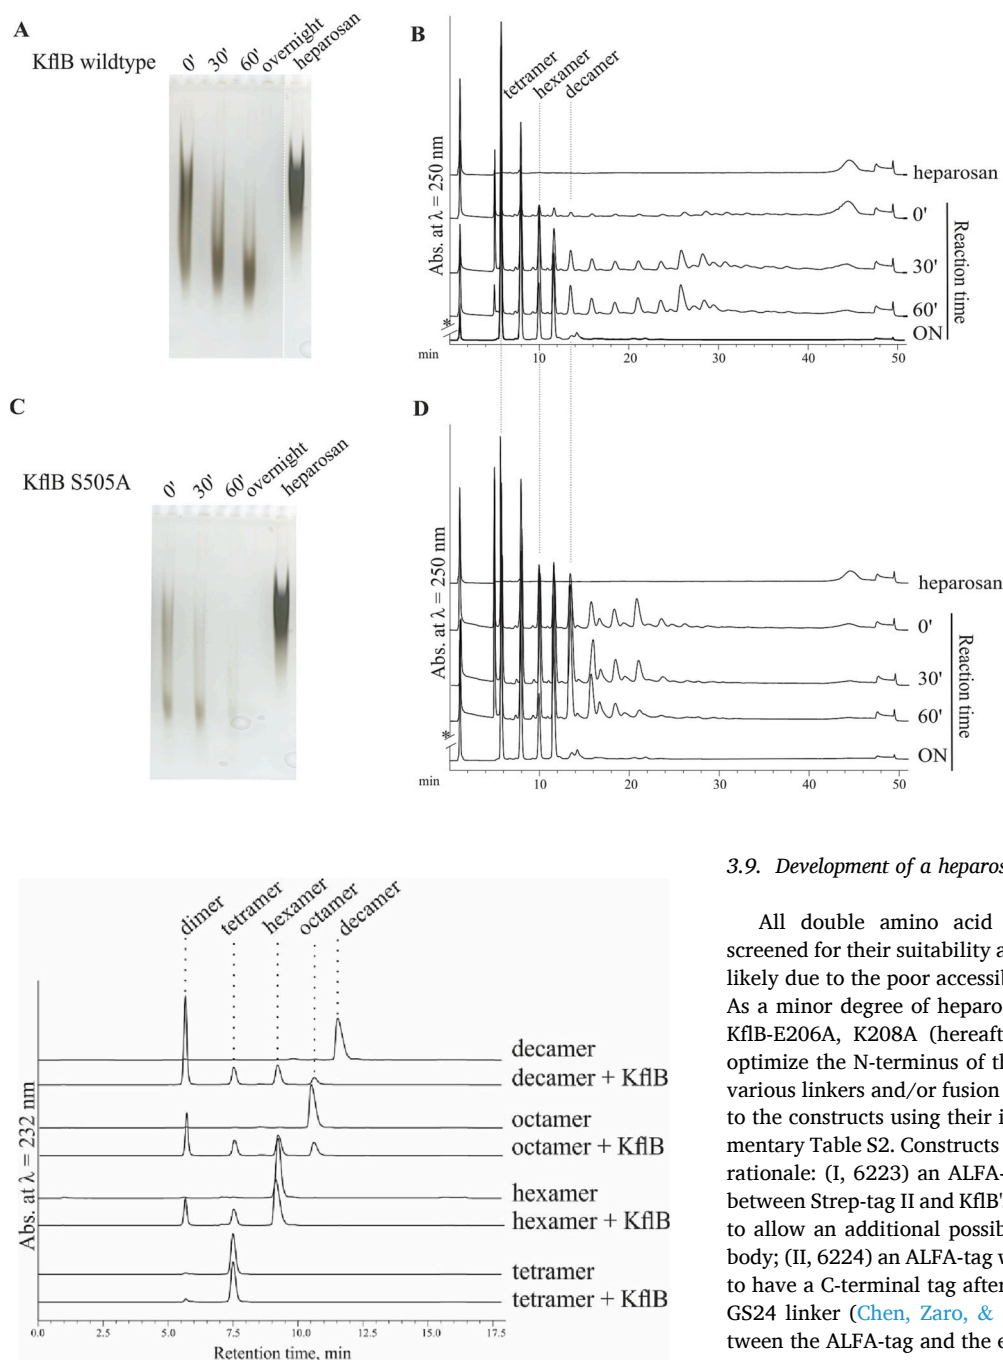 A
KflB wildtype
0' 30' 60' overnight heparosan
B
tetramer hexamer decamer
Abs. at λ = 250 nm
heparosan
0'
30'
60'
ON
Reaction time
*
min 10 20 30 40 50
C
KflB S505A
0' 30' 60' overnight heparosan
D
Abs. at λ = 250 nm
heparosan
0'
30'
60'
ON
Reaction time
*
min 10 20 30 40 50
dimer tetramer hexamer octamer decamer
Abs. at λ = 232 nm
decamer
decamer + KflB
octamer
octamer + KflB
hexamer
hexamer + KflB
tetramer
tetramer + KflB
0.0 2.5 5.0 7.5 10.0 12.5 15.0 17.5
Retention time, min
3.9. Development of a heparos
All double amino acid
screened for their suitability a
likely due to the poor accessib
As a minor degree of heparo
KflB-E206A, K208A (hereaft
optimize the N-terminus of th
various linkers and/or fusion
to the constructs using their i
mentary Table S2. Constructs
rationale: (I, 6223) an ALFA-
between Strep-tag II and KflB'
to allow an additional possib
body; (II, 6224) an ALFA-tag w
to have a C-terminal tag after
GS24 linker (Chen, Zaro, &
tween the ALFA-tag and the e